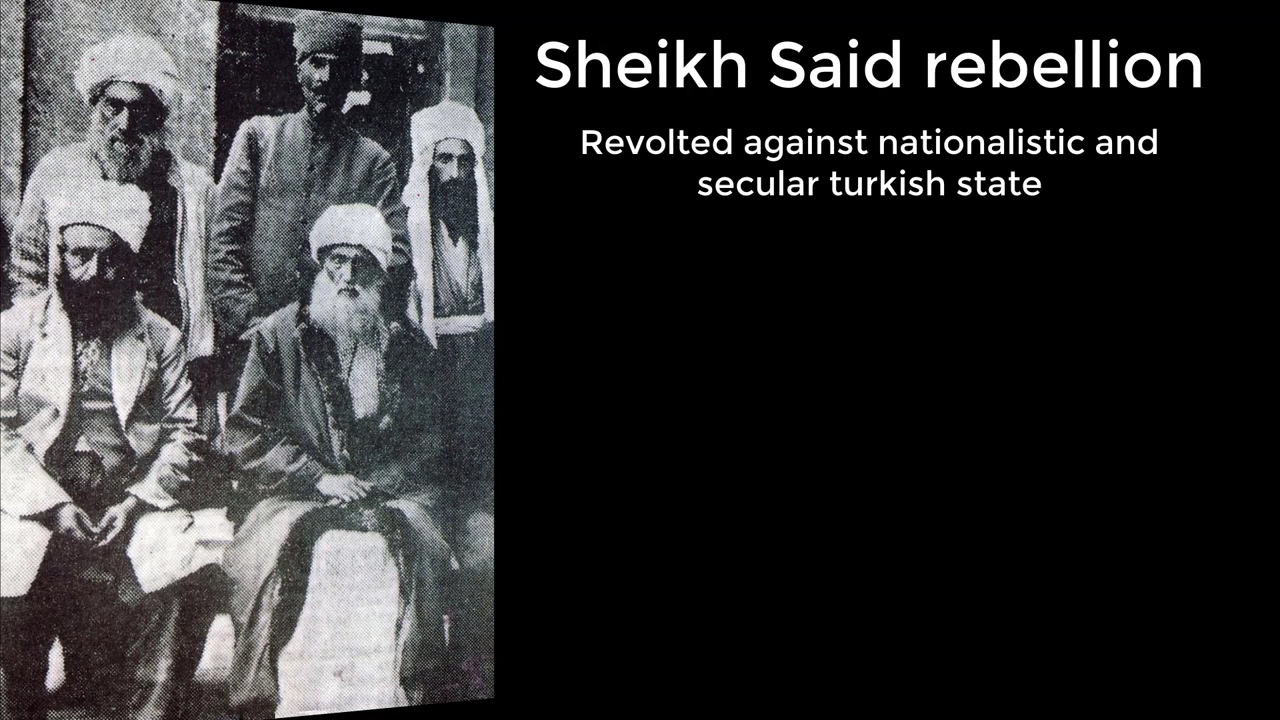 Sheikh Said rebellion
Revolted against nationalistic and
secular turkish state